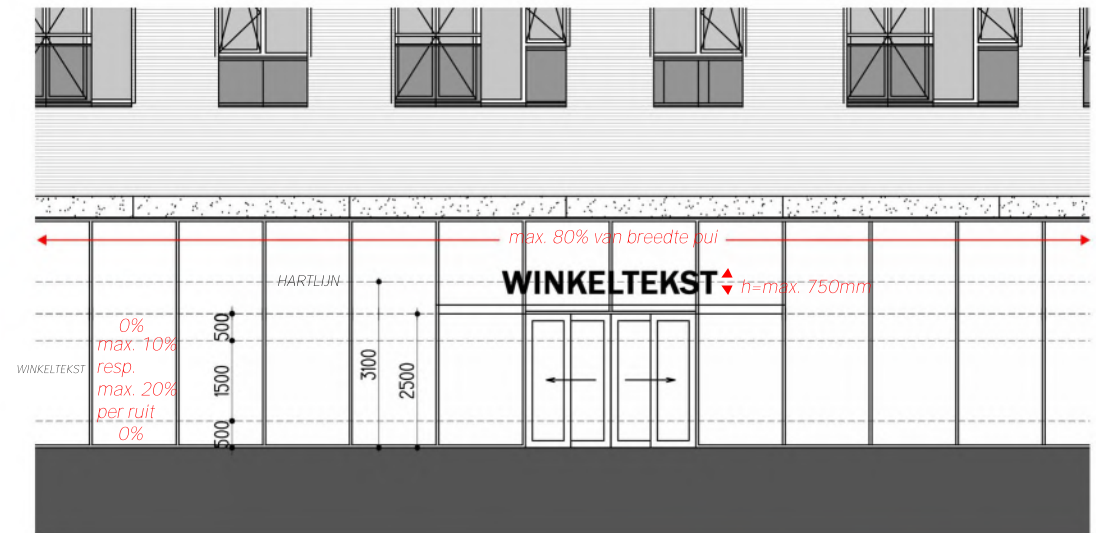 max. 80% van breedte pui
HARTLIJN
WINKELTEKST
h=max. 750mm
0%
max. 10%
resp.
max. 20%
per ruit
0%
WINKELTEKST
500
1500
500
3100
2500